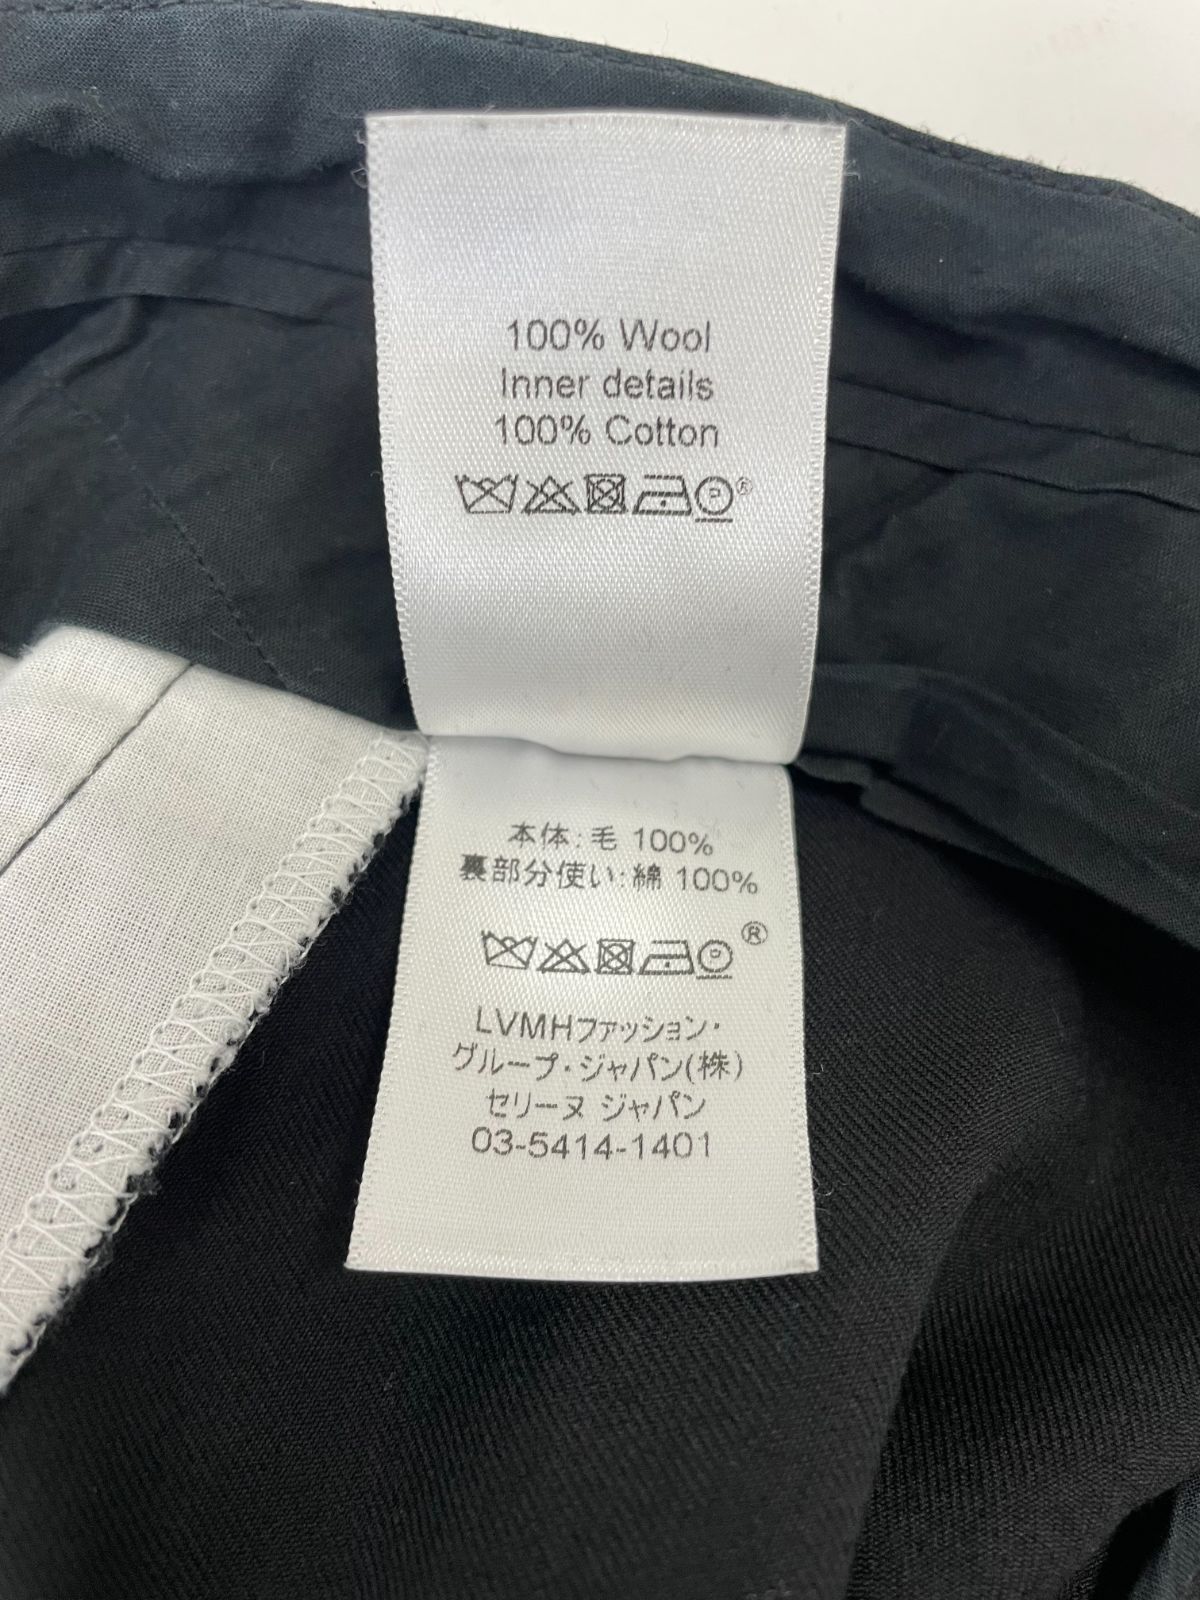 100% Wool
Inner details
100% Cotton
P ®
本体:毛 100%
裏部分使い:綿 100%
P ®
LVMHファッション・
グループ・ジャパン(株)
セリーヌ ジャパン
03-5414-1401